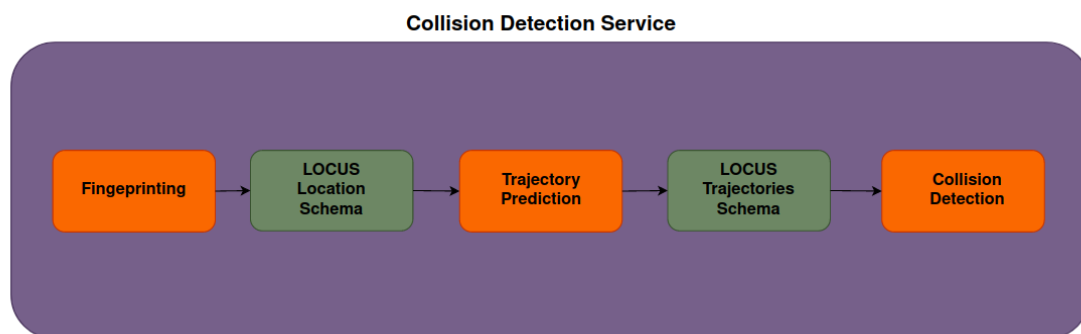 Collision Detection Service
Fingeprinting
LOCUS
Location
Schema
Trajectory
Prediction
LOCUS
Trajectories
Schema
Collision
Detection